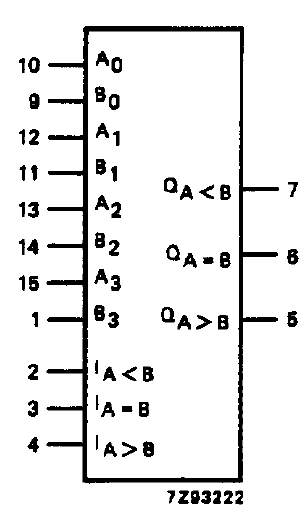 10 A0
9 B0
12 A1
11 B1
13 A2
14 B2
15 A3
1 B3
2 IA<B
3 IA=B
4 IA>B
QA<B 7
QA=B 6
QA>B 5
7Z93222